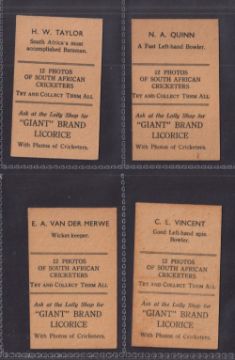 H. W. TAYLOR
South Africa's most
accomplished Batsman.
12 PHOTOS
OF SOUTH AFRICAN
CRICKETERS
TRY AND COLLECT THEM ALL
Ask at the Lolly Shop for
"GIANT" BRAND
LICORICE
With Photos of Cricketers.
N. A. QUINN
A Fast Left-hand Bowler.
12 PHOTOS
OF SOUTH AFRICAN
CRICKETERS
TRY AND COLLECT THEM ALL
Ask at the Lolly Shop for
"GIANT" BRAND
LICORICE
With Photos of Cricketers.
E. A. VAN DER MERWE
Wicket-keeper.
12 PHOTOS
OF SOUTH AFRICAN
CRICKETERS
TRY AND COLLECT THEM ALL
Ask at the Lolly Shop for
"GIANT" BRAND
LICORICE
With Photos of Cricketers.
C. L. VINCENT
Good Left-hand spin
Bowler.
12 PHOTOS
OF SOUTH AFRICAN
CRICKETERS
TRY AND COLLECT THEM ALL
Ask at the Lolly Shop for
"GIANT" BRAND
LICORICE
With Photos of Cricketers.